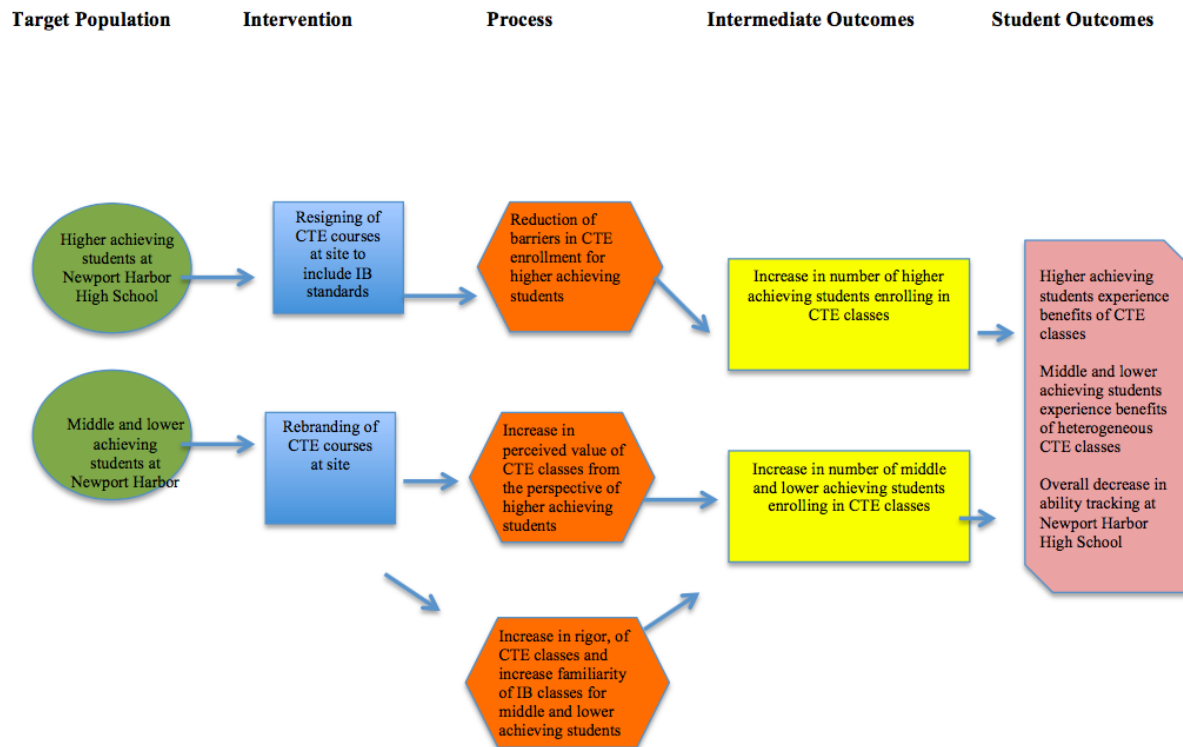 Target Population
Intervention
Process
Intermediate Outcomes
Student Outcomes
Higher achieving
students at
Newport Harbor
High School
Resigning of
CTE courses
at site to
include IB
standards
Reduction of
barriers in CTE
enrollment for
higher achieving
students
Increase in number of higher
achieving students enrolling in
CTE classes
Higher achieving
students experience
benefits of CTE
classes
Middle and lower
achieving students
experience benefits
of heterogeneous
CTE classes
Overall decrease in
ability tracking at
Newport Harbor
High School
Middle and lower
achieving
students at
Newport Harbor
Rebranding of
CTE courses
at site
Increase in
perceived value of
CTE classes from
the perspective of
higher achieving
students
Increase in number of middle
and lower achieving students
enrolling in CTE classes
Increase in rigor, of
CTE classes and
increase familiarity
of IB classes for
middle and lower
achieving students